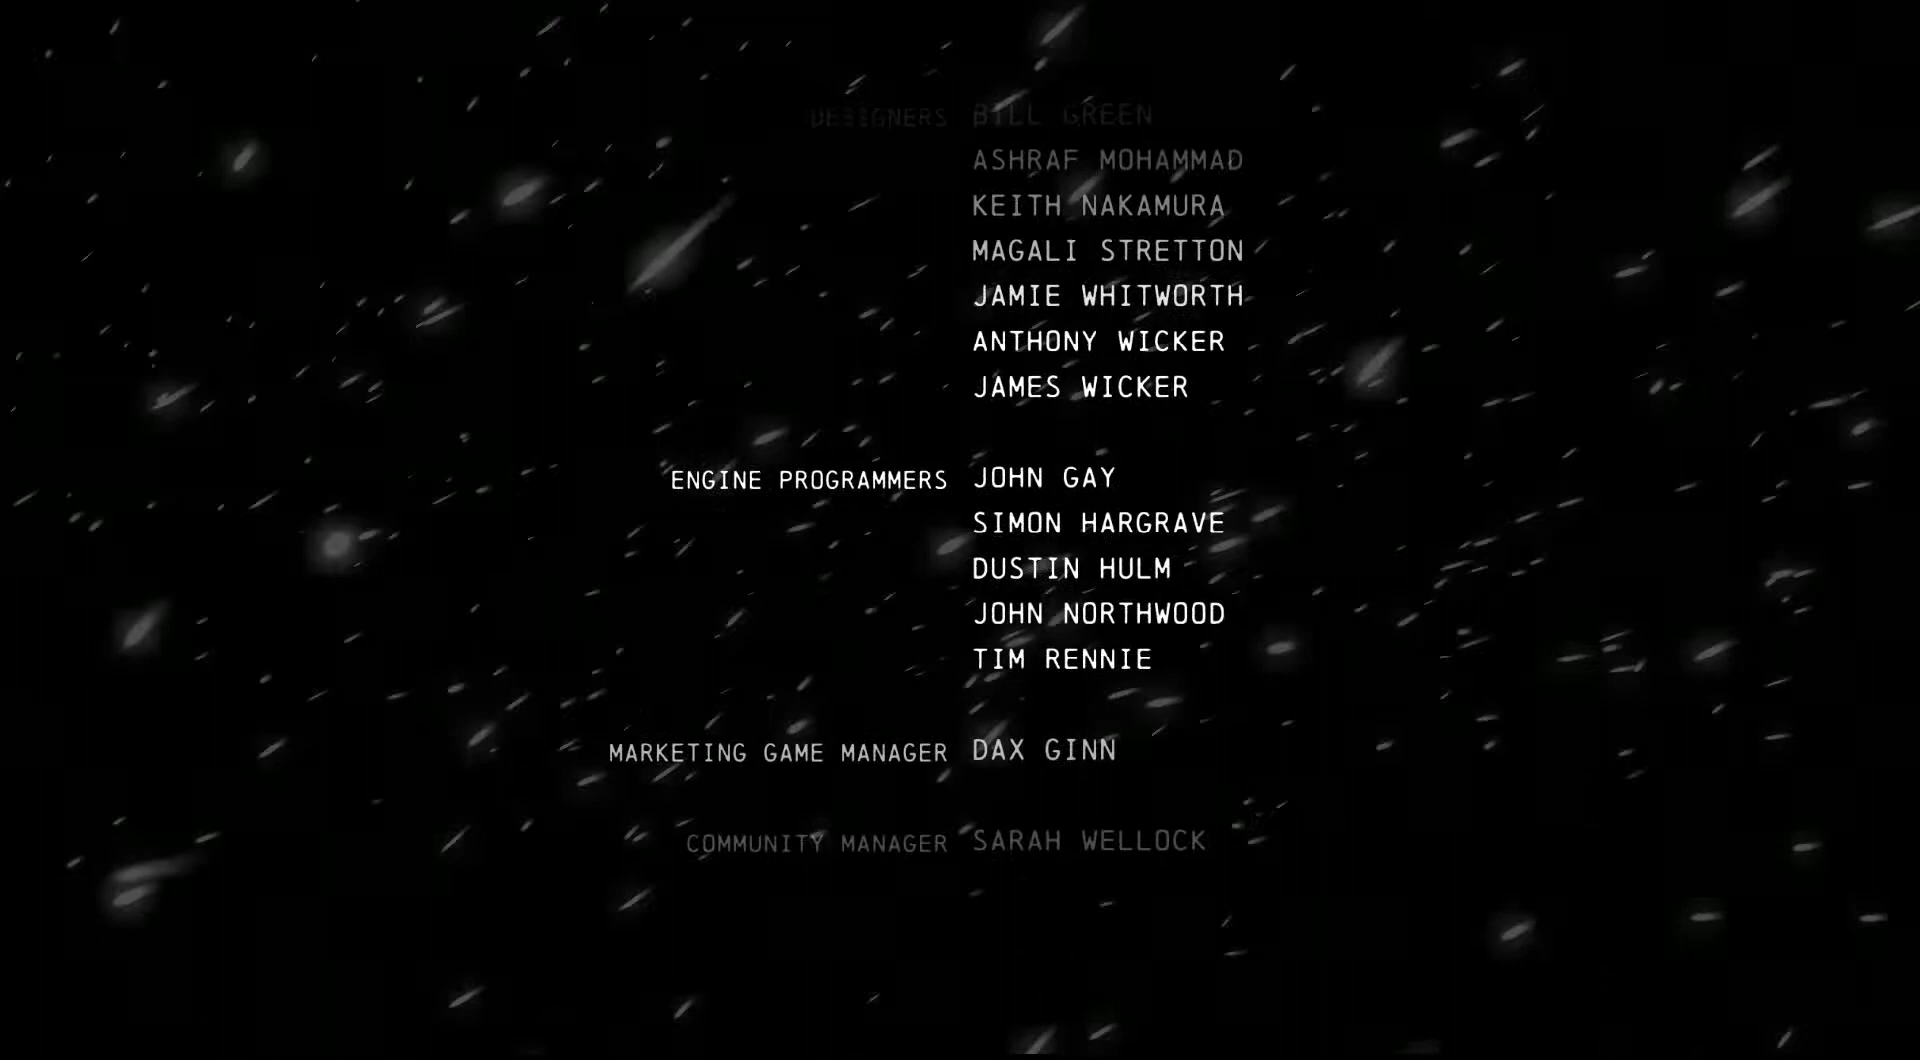 DESIGNERS BILL GREEN
ASHRAF MOHAMMAD
KEITH NAKAMURA
MAGALI STRETTON
JAMIE WHITWORTH
ANTHONY WICKER
JAMES WICKER
ENGINE PROGRAMMERS JOHN GAY
SIMON HARGRAVE
DUSTIN HULM
JOHN NORTHWOOD
TIM RENNIE
MARKETING GAME MANAGER DAX GINN
COMMUNITY MANAGER SARAH WELLOCK